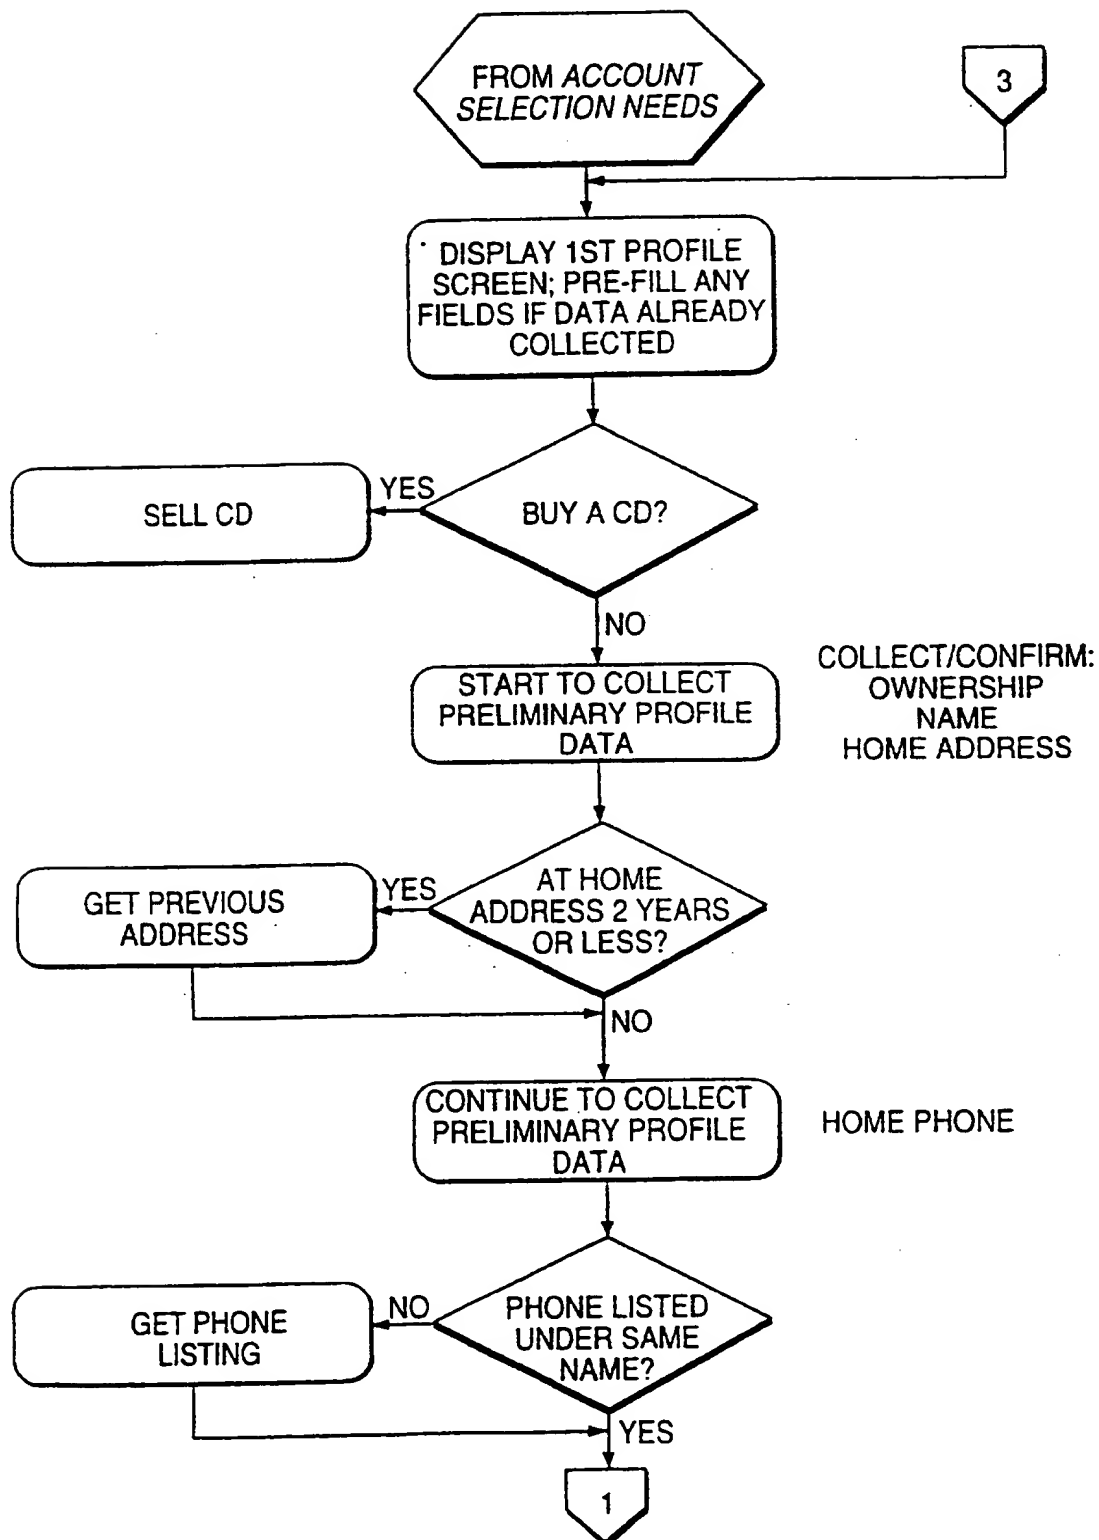 FROM ACCOUNT
SELECTION NEEDS
3
DISPLAY 1ST PROFILE
SCREEN; PRE-FILL ANY
FIELDS IF DATA ALREADY
COLLECTED
SELL CD
YES
BUY A CD?
NO
START TO COLLECT
PRELIMINARY PROFILE
DATA
COLLECT/CONFIRM:
OWNERSHIP
NAME
HOME ADDRESS
GET PREVIOUS
ADDRESS
YES
AT HOME
ADDRESS 2 YEARS
OR LESS?
NO
CONTINUE TO COLLECT
PRELIMINARY PROFILE
DATA
HOME PHONE
GET PHONE
LISTING
NO
PHONE LISTED
UNDER SAME
NAME?
YES
1